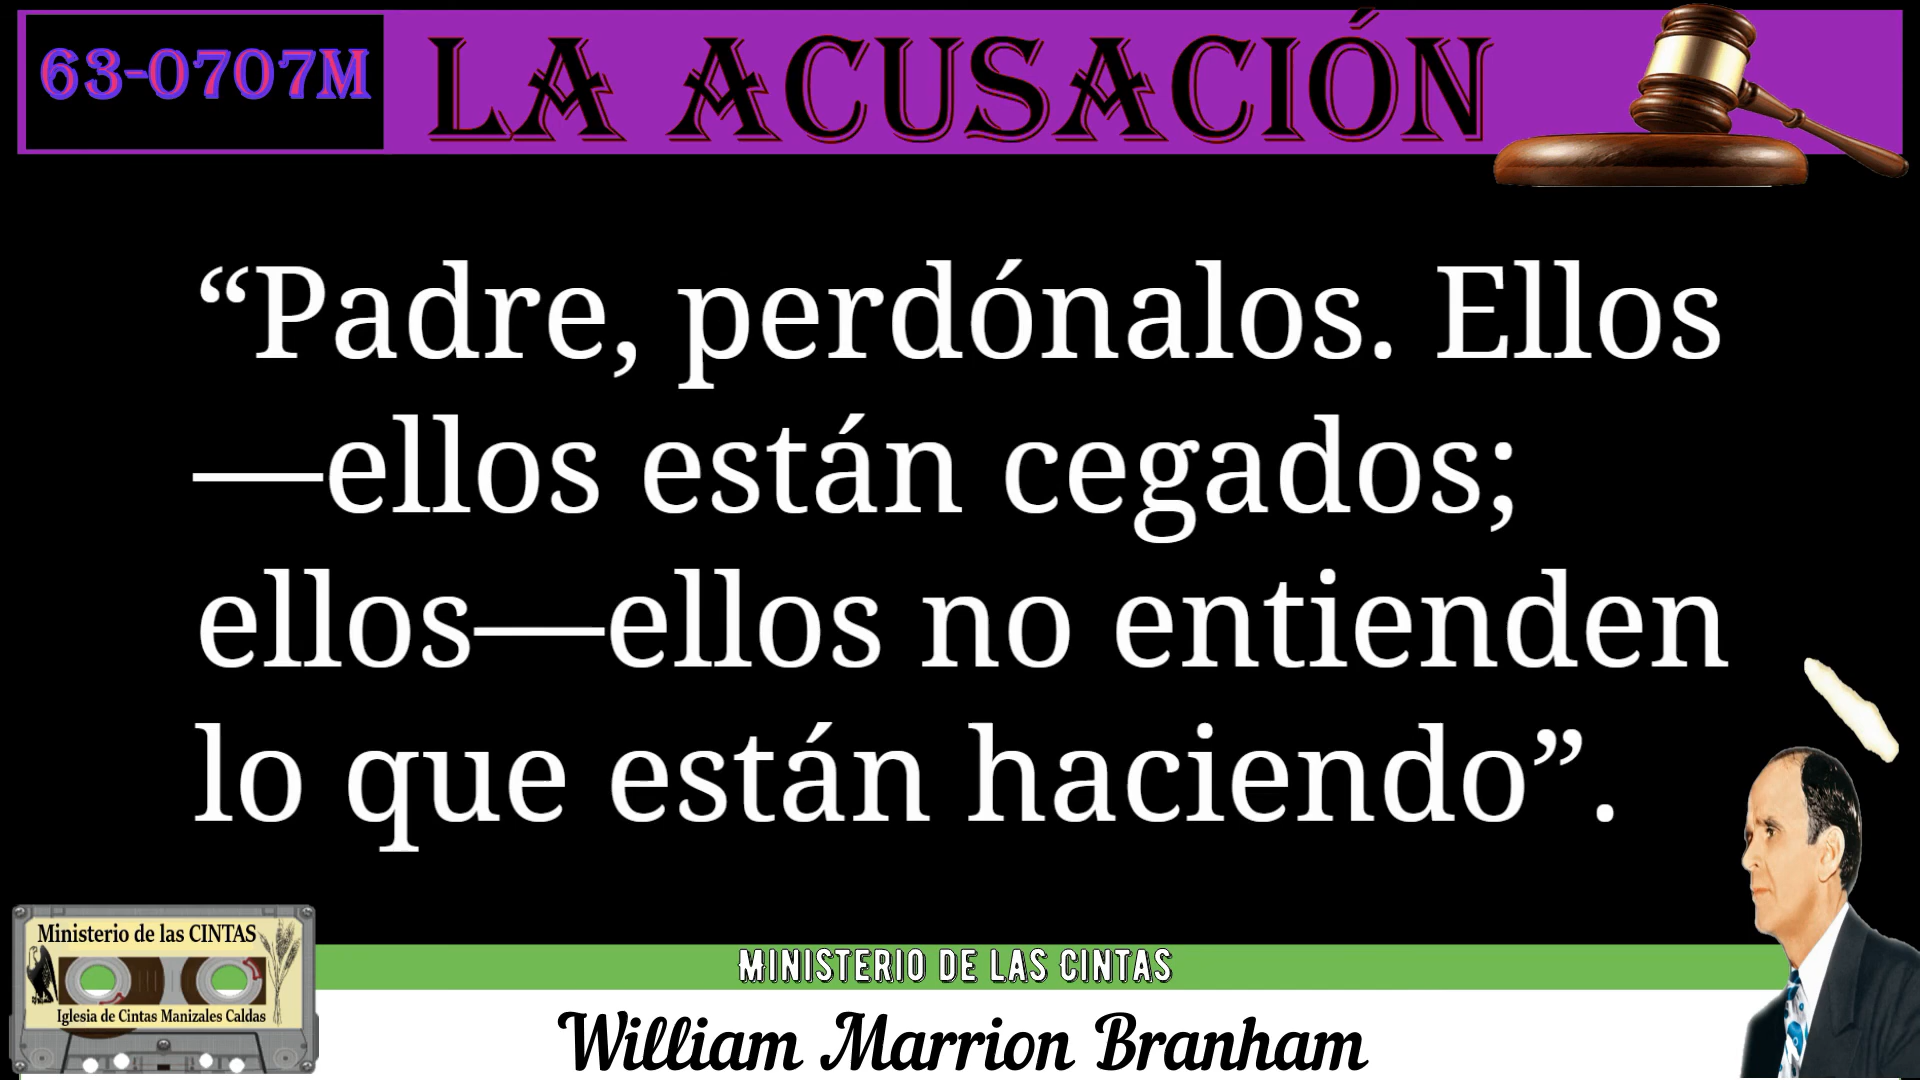 63-0707M
LA ACUSACIÓN
“Padre, perdónalos. Ellos
—ellos están cegados;
ellos—ellos no entienden
lo que están haciendo”.
Ministerio de las CINTAS
Iglesia de Cintas Manizales Caldas
MINISTERIO DE LAS CINTAS
William Marrion Branham